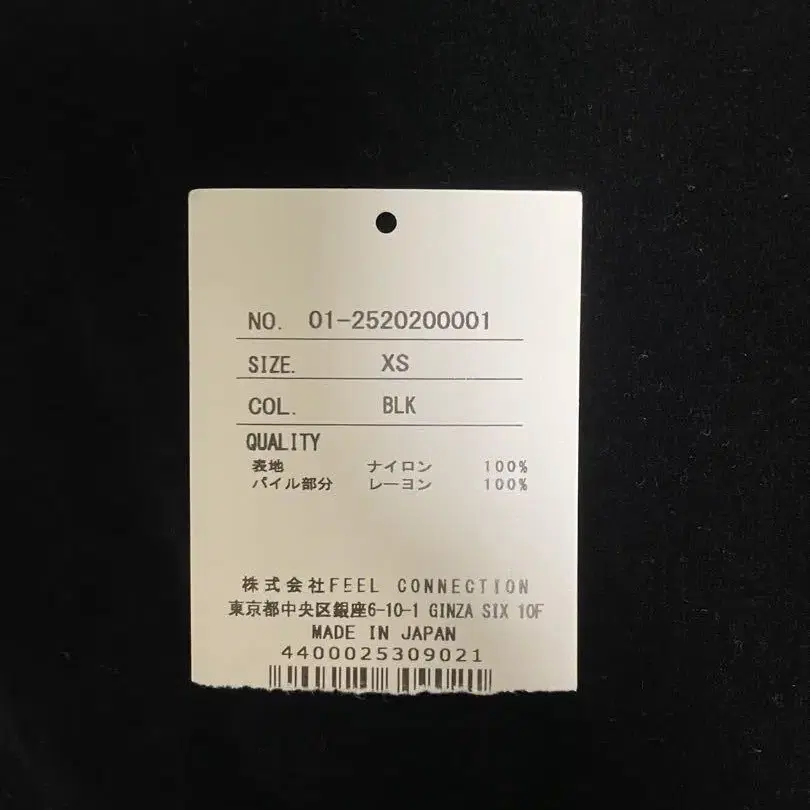 NO. 01-2520200001
SIZE. XS
COL. BLK
QUALITY
表地 ナイロン 100%
パイル部分 レーヨン 100%
株式会社FEEL CONNECTION
東京都中央区銀座6-10-1 GINZA SIX 10F
MADE IN JAPAN
4400025309021